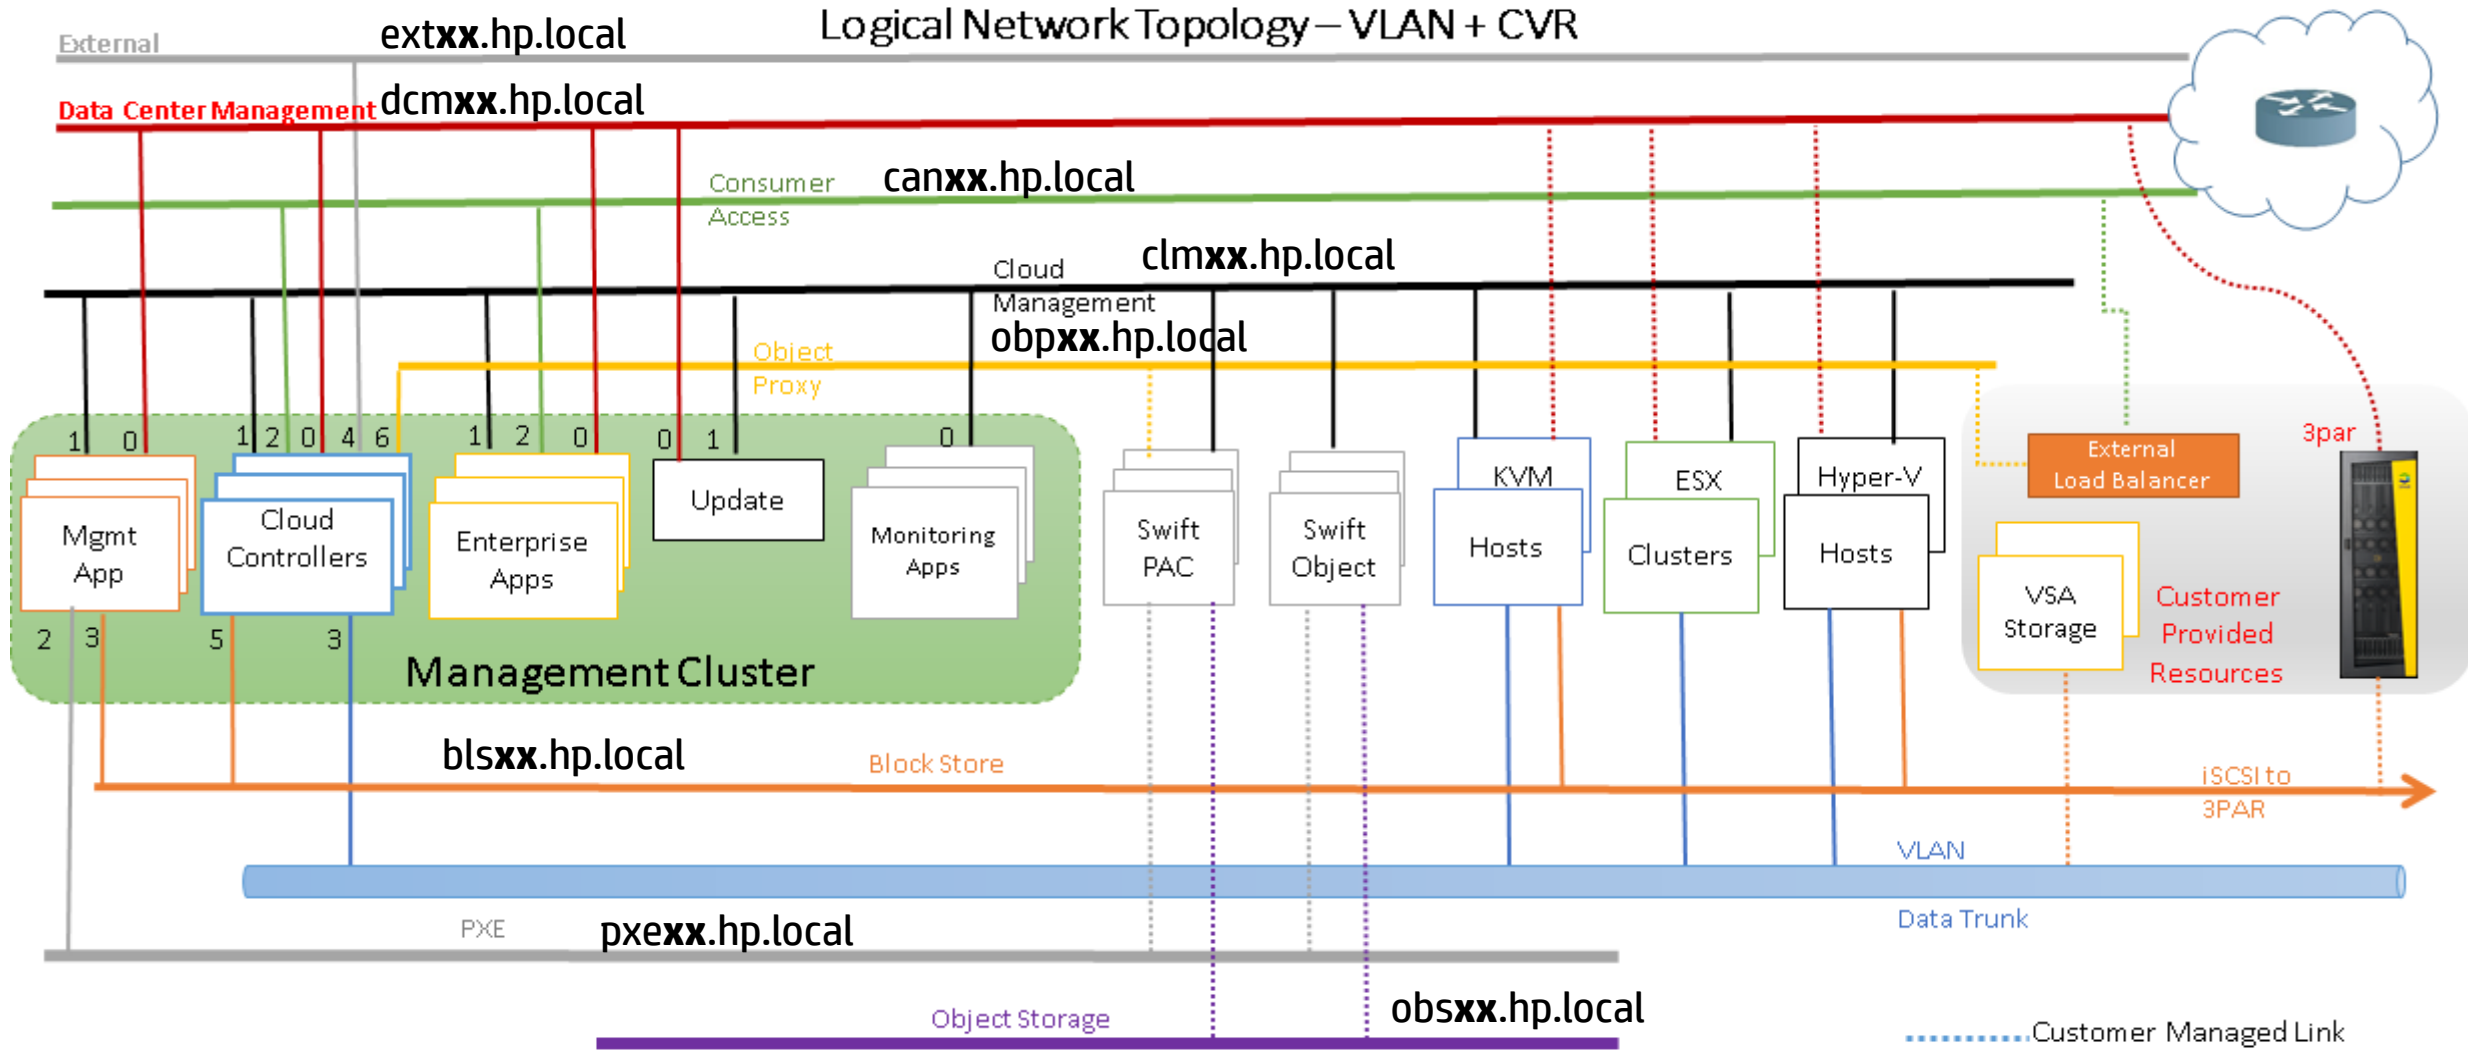 Logical Network Topology – VLAN + CVR
External
extxx.hp.local
Data Center Management
dcmxx.hp.local
Consumer
Access
canxx.hp.local
Cloud
Management
clmxx.hp.local
Object
Proxy
obpxx.hp.local
1 0
1 2 0 4 6
1 2 0
0 1
0
Mgmt
App
Cloud
Controllers
Enterprise
Apps
Update
Monitoring
Apps
Swift
PAC
Swift
Object
KVM
Hosts
ESX
Clusters
Hyper-V
Hosts
External
Load Balancer
3par
VSA
Storage
Customer
Provided
Resources
2 3
5 3
Management Cluster
blsxx.hp.local
Block Store
iSCSI to
3PAR
VLAN
Data Trunk
PXE
pxexx.hp.local
Object Storage
obsxx.hp.local
Customer Managed Link